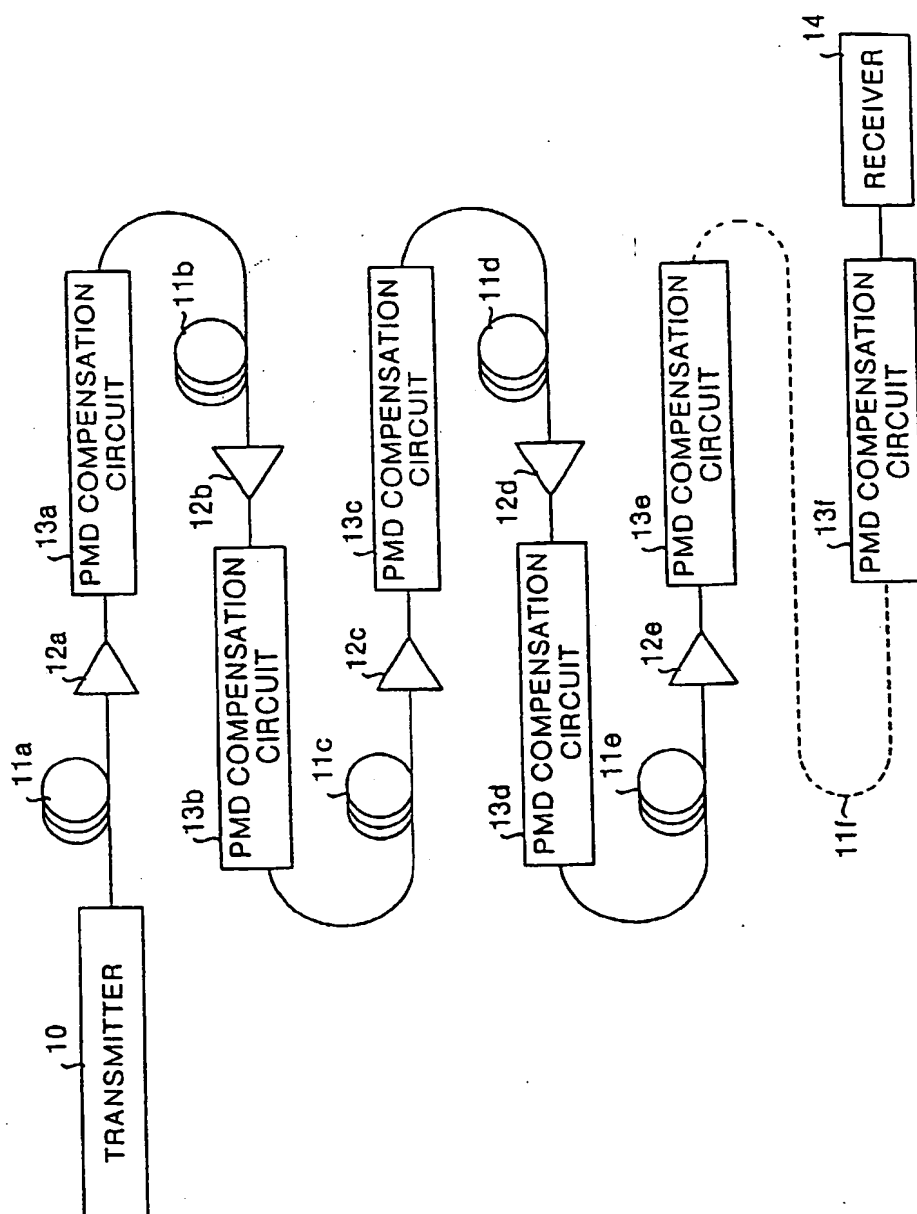 10
TRANSMITTER
11a
12a
13a
PMD COMPENSATION
CIRCUIT
11b
12b
13b
PMD COMPENSATION
CIRCUIT
11c
12c
13c
PMD COMPENSATION
CIRCUIT
11d
12d
13d
PMD COMPENSATION
CIRCUIT
11e
12e
13e
PMD COMPENSATION
CIRCUIT
11f
13f
PMD COMPENSATION
CIRCUIT
14
RECEIVER